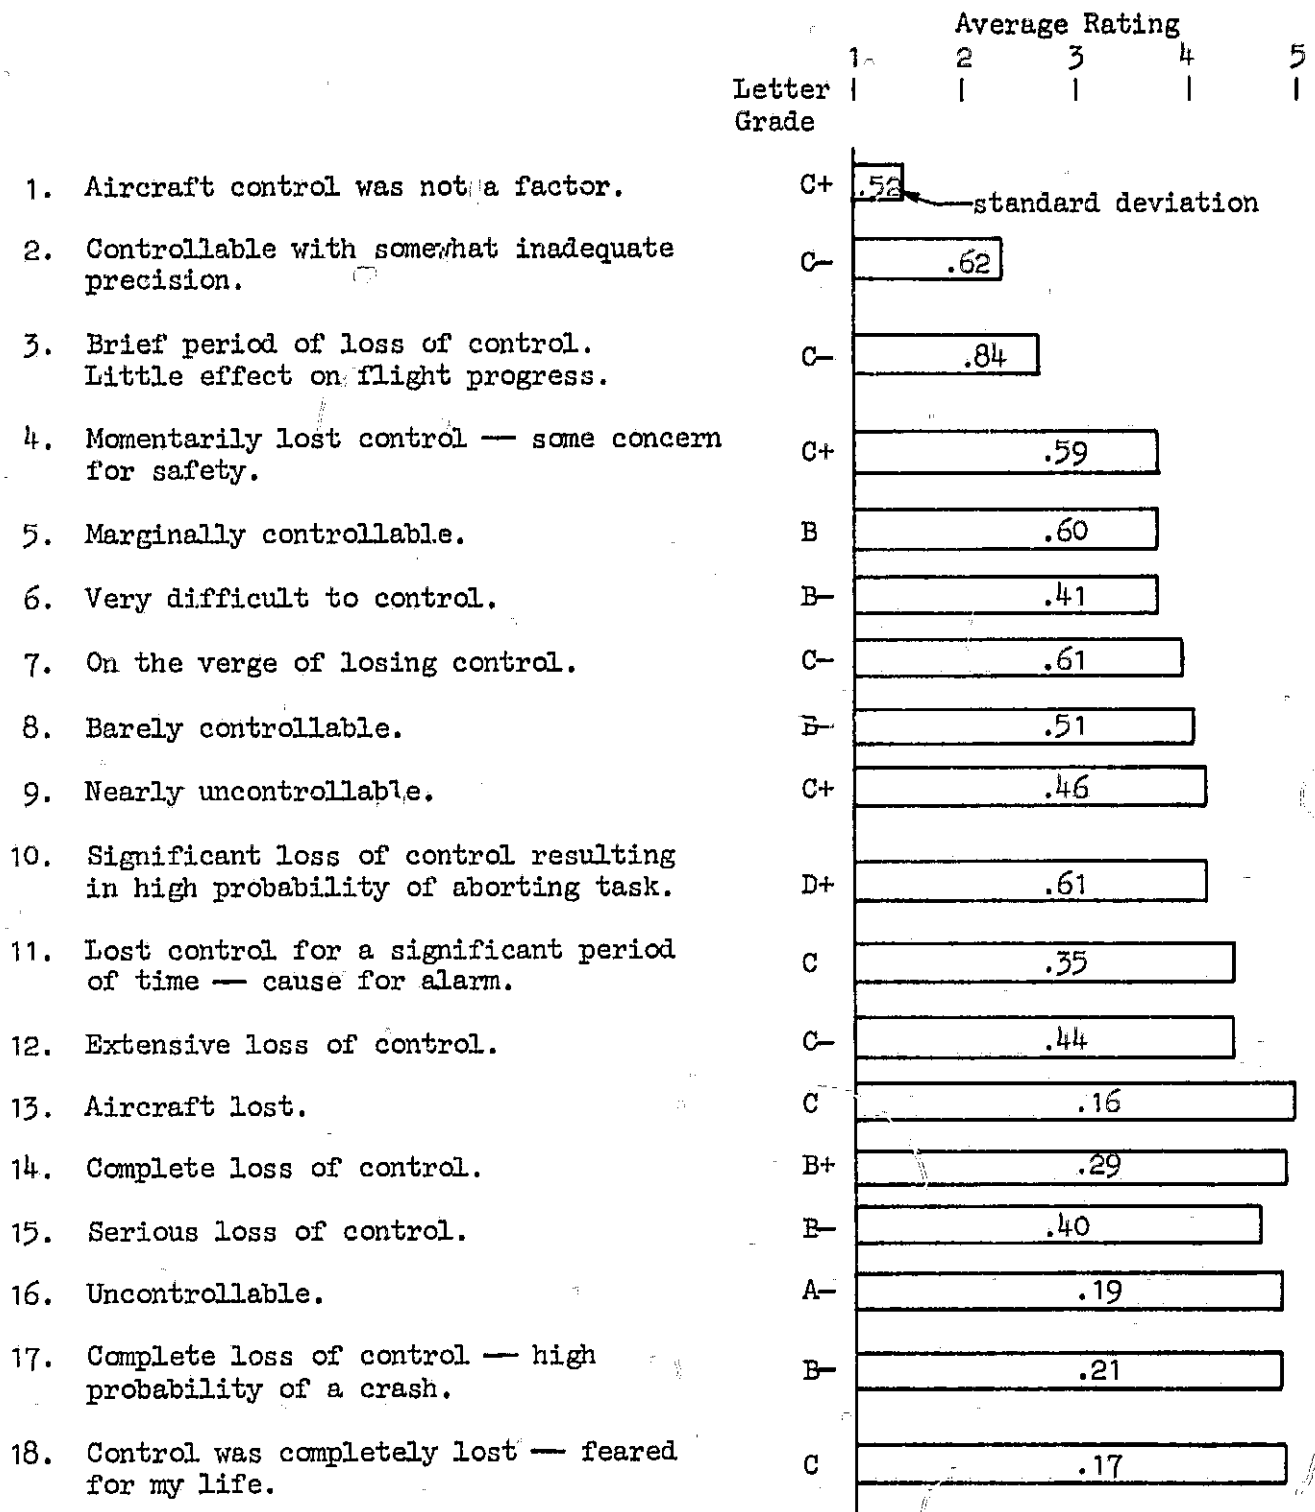 Average Rating
1 2 3 4 5
Letter
Grade
1. Aircraft control was not a factor. C+ .52
standard deviation
2. Controllable with somewhat inadequate
precision. C- .62
3. Brief period of loss of control.
Little effect on flight progress. C- .84
4. Momentarily lost control — some concern
for safety. C+ .59
5. Marginally controllable. B .60
6. Very difficult to control. B- .41
7. On the verge of losing control. C- .61
8. Barely controllable. B- .51
9. Nearly uncontrollable. C+ .46
10. Significant loss of control resulting
in high probability of aborting task. D+ .61
11. Lost control for a significant period
of time — cause for alarm. C .35
12. Extensive loss of control. C- .44
13. Aircraft lost. C .16
14. Complete loss of control. B+ .29
15. Serious loss of control. B- .40
16. Uncontrollable. A- .19
17. Complete loss of control — high
probability of a crash. B- .21
18. Control was completely lost — feared
for my life. C .17